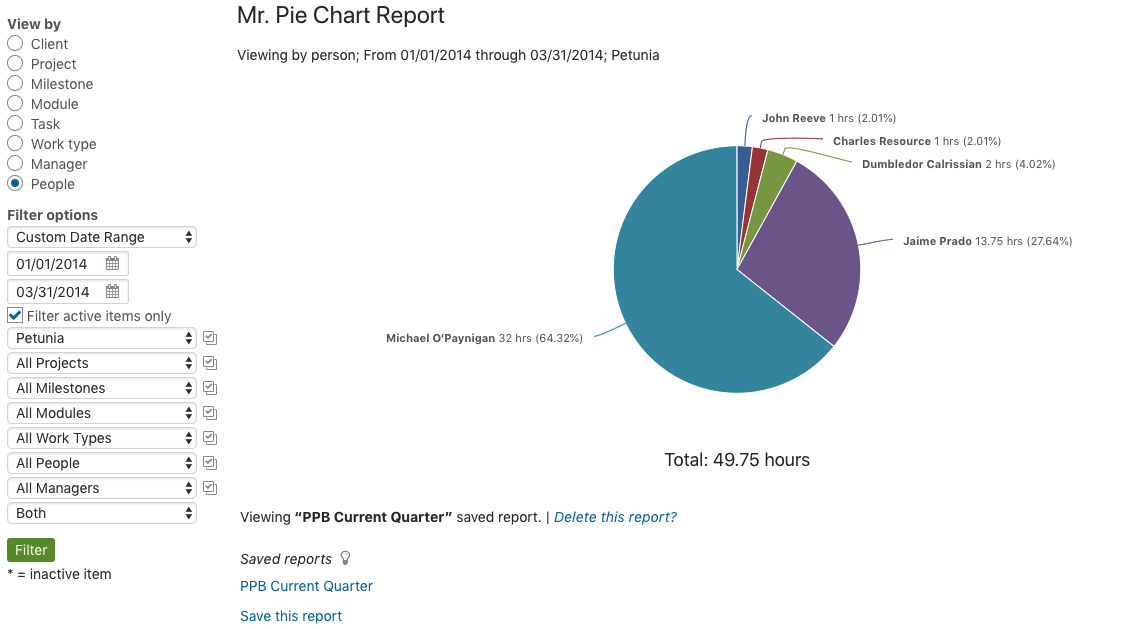 View by
Client
Project
Milestone
Module
Task
Work type
Manager
People
Filter options
Custom Date Range
01/01/2014
03/31/2014
Filter active items only
Petunia
All Projects
All Milestones
All Modules
All Work Types
All People
All Managers
Both
Filter
* = inactive item
Mr. Pie Chart Report
Viewing by person; From 01/01/2014 through 03/31/2014; Petunia
John Reeve 1 hrs (2.01%)
Charles Resource 1 hrs (2.01%)
Dumbledor Calrissian 2 hrs (4.02%)
Jaime Prado 13.75 hrs (27.64%)
Michael O'Paynigan 32 hrs (64.32%)
Total: 49.75 hours
Viewing “PPB Current Quarter” saved report. | Delete this report?
Saved reports
PPB Current Quarter
Save this report